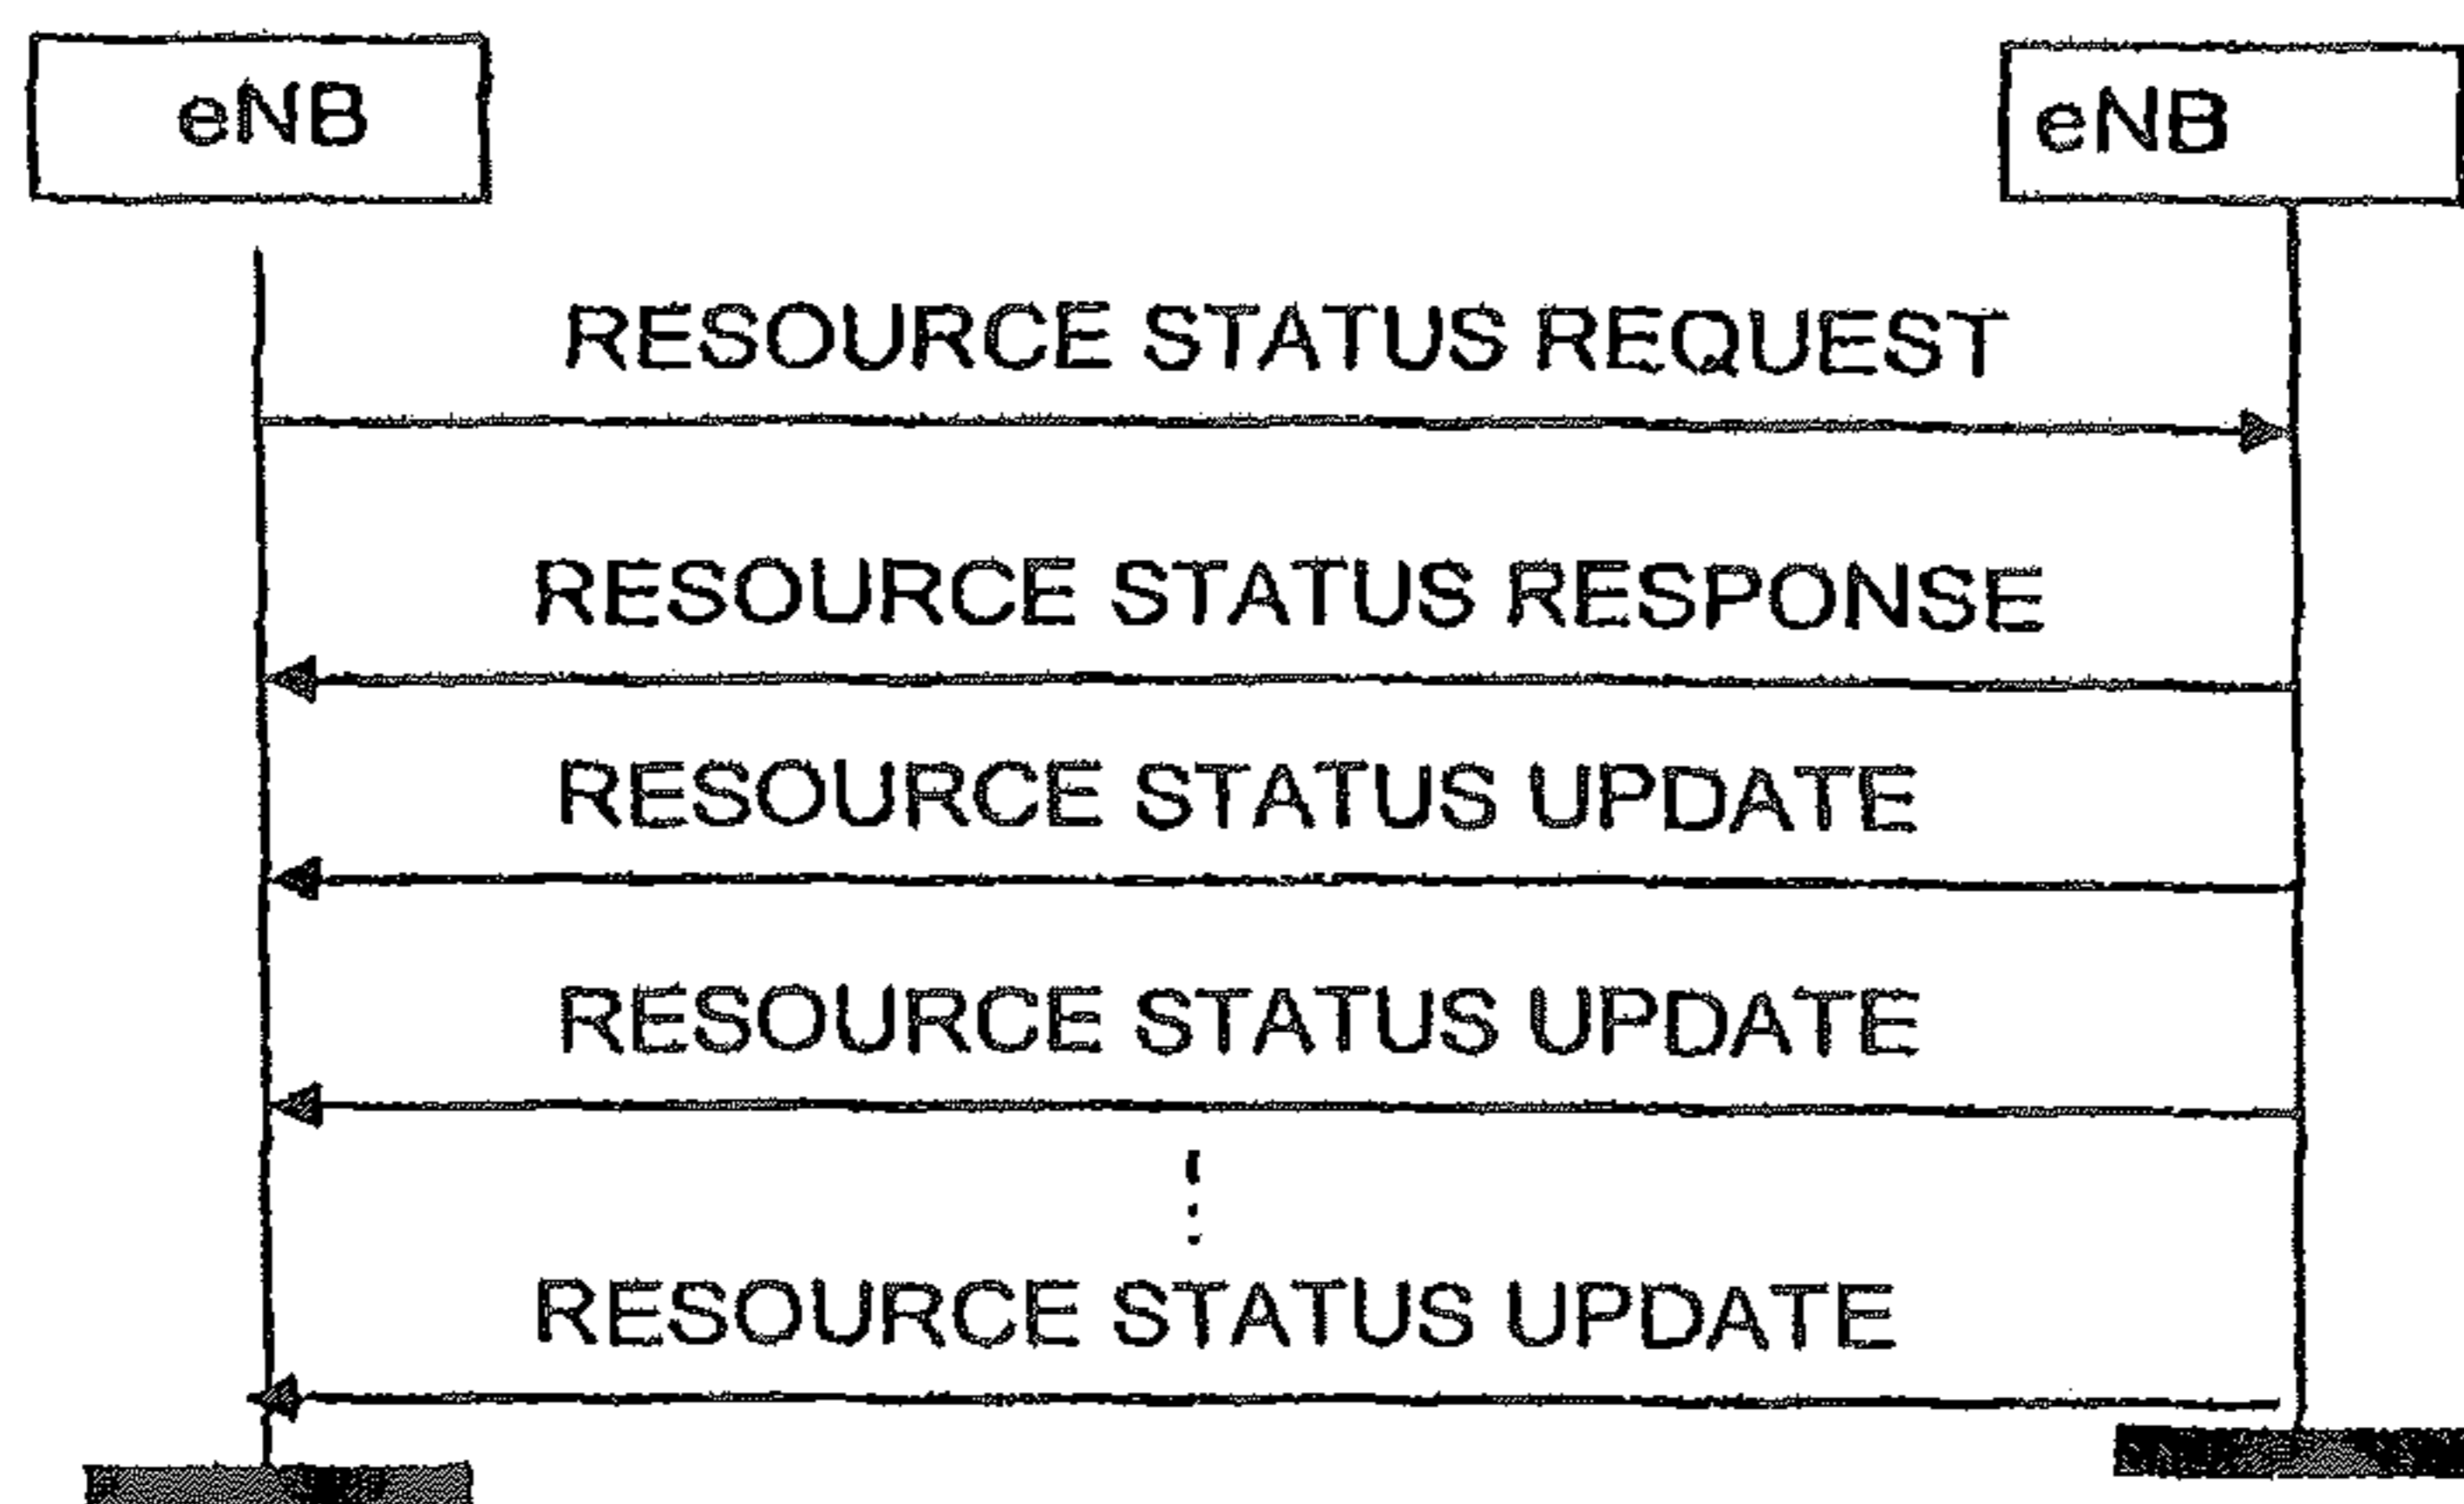 eNB
eNB
RESOURCE STATUS REQUEST
RESOURCE STATUS RESPONSE
RESOURCE STATUS UPDATE
RESOURCE STATUS UPDATE
RESOURCE STATUS UPDATE